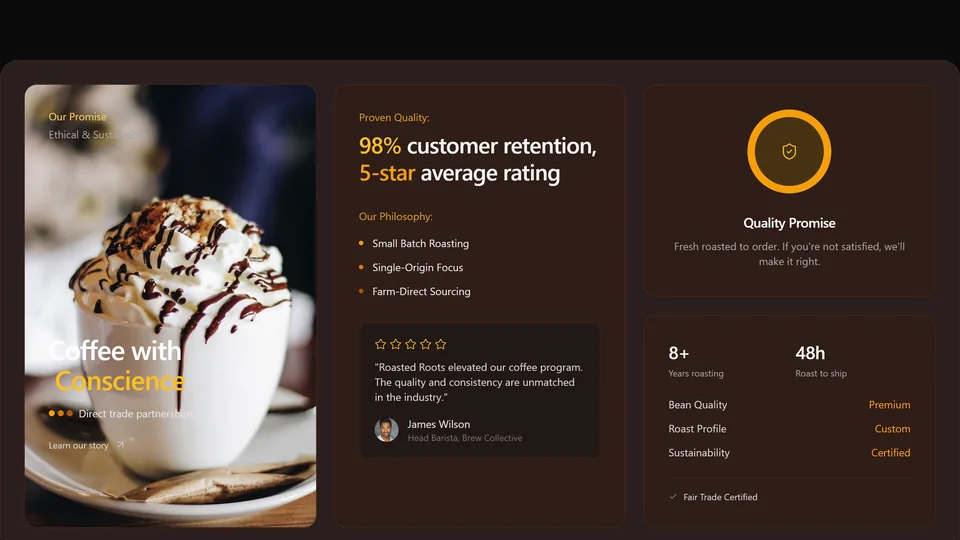 Our Promise
Ethical & Sustainable
Coffee with
Conscience
Direct trade partnerships
Learn our story
Proven Quality:
98% customer retention,
5-star average rating
Our Philosophy:
Small Batch Roasting
Single-Origin Focus
Farm-Direct Sourcing
"Roasted Roots elevated our coffee program.
The quality and consistency are unmatched
in the industry."
James Wilson
Head Barista, Brew Collective
Quality Promise
Fresh roasted to order. If you're not satisfied, we'll
make it right.
8+
Years roasting
48h
Roast to ship
Bean Quality
Premium
Roast Profile
Custom
Sustainability
Certified
Fair Trade Certified